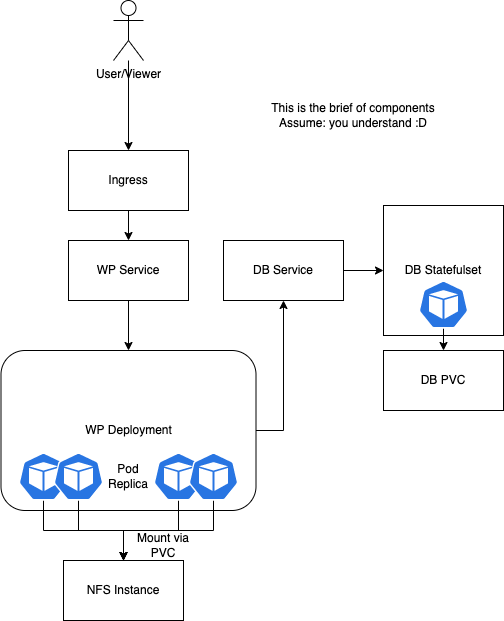 User/Viewer
This is the brief of components
Assume: you understand :D
Ingress
WP Service
DB Service
DB Statefulset
DB PVC
WP Deployment
Pod
Replica
Mount via
PVC
NFS Instance